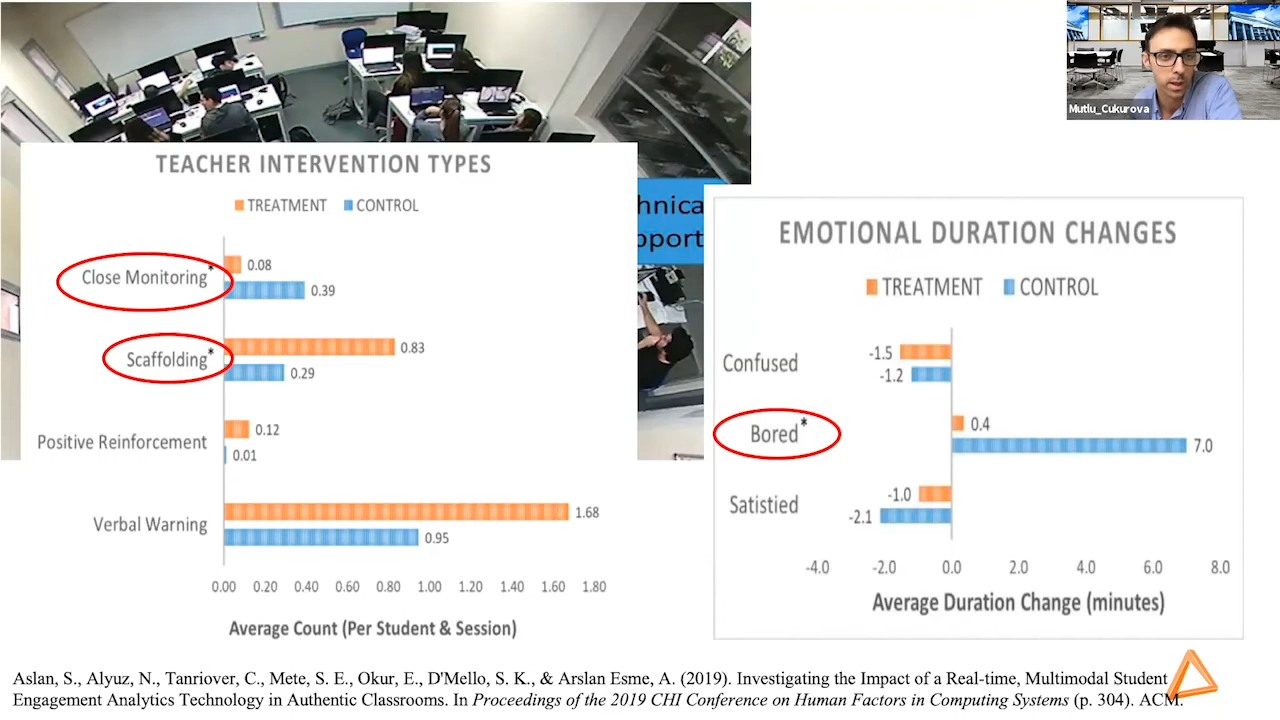 Mutlu_Cukurova
TEACHER INTERVENTION TYPES
TREATMENT CONTROL
Close Monitoring*
0.08
0.39
Scaffolding*
0.83
0.29
Positive Reinforcement
0.12
0.01
Verbal Warning
1.68
0.95
0.00 0.20 0.40 0.60 0.80 1.00 1.20 1.40 1.60 1.80
Average Count (Per Student & Session)
hnica
pport
EMOTIONAL DURATION CHANGES
TREATMENT CONTROL
Confused
-1.5
-1.2
Bored*
0.4
7.0
Satistied
-1.0
-2.1
-4.0 -2.0 0.0 2.0 4.0 6.0 8.0
Average Duration Change (minutes)
Aslan, S., Alyuz, N., Tanriover, C., Mete, S. E., Okur, E., D'Mello, S. K., & Arslan Esme, A. (2019). Investigating the Impact of a Real-time, Multimodal Student
Engagement Analytics Technology in Authentic Classrooms. In Proceedings of the 2019 CHI Conference on Human Factors in Computing Systems (p. 304). ACM.